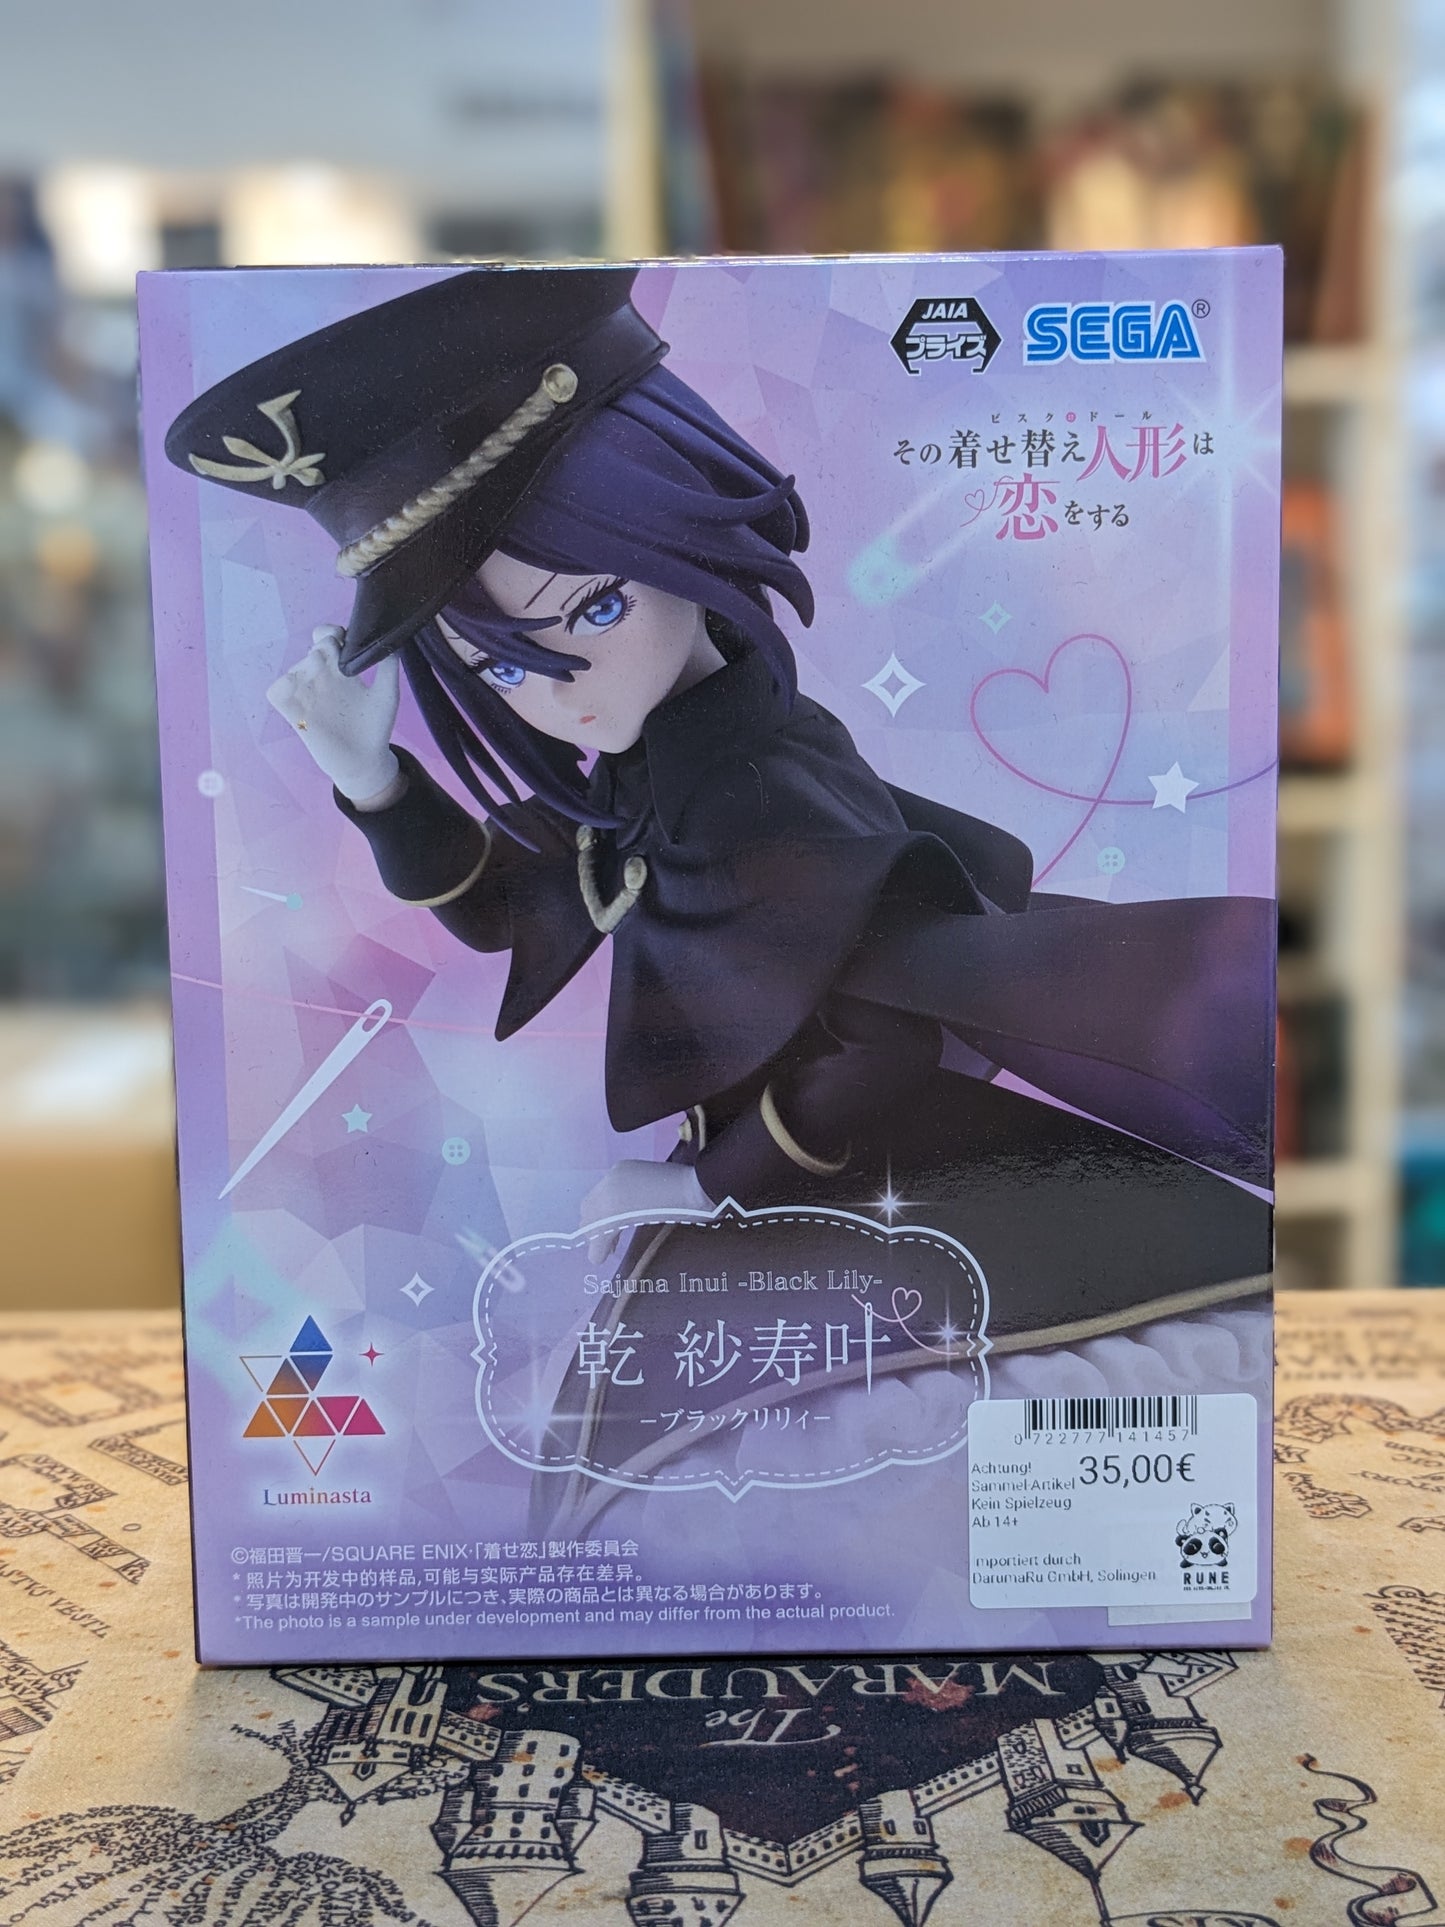 JAIA
プライズ
SEGA®
ビスク・ドール
その着せ替え人形は
恋をする
Sajuna Inui -Black Lily-
乾 紗寿叶
−ブラックリリィ−
Luminasta
0 722777 141457
35,00€
Achtung!
Sammel-Artikel
Kein Spielzeug
Ab 14+
Importiert durch
DarumaRu GmbH, Solingen
RUNE
©福田晋一/SQUARE ENIX・「着せ恋」製作委員会
* 照片为开发中的样品,可能与实际产品存在差异。
* 写真は開発中のサンプルにつき、実際の商品とは異なる場合があります。
*The photo is a sample under development and may differ from the actual product.
The
MARAUDER'S